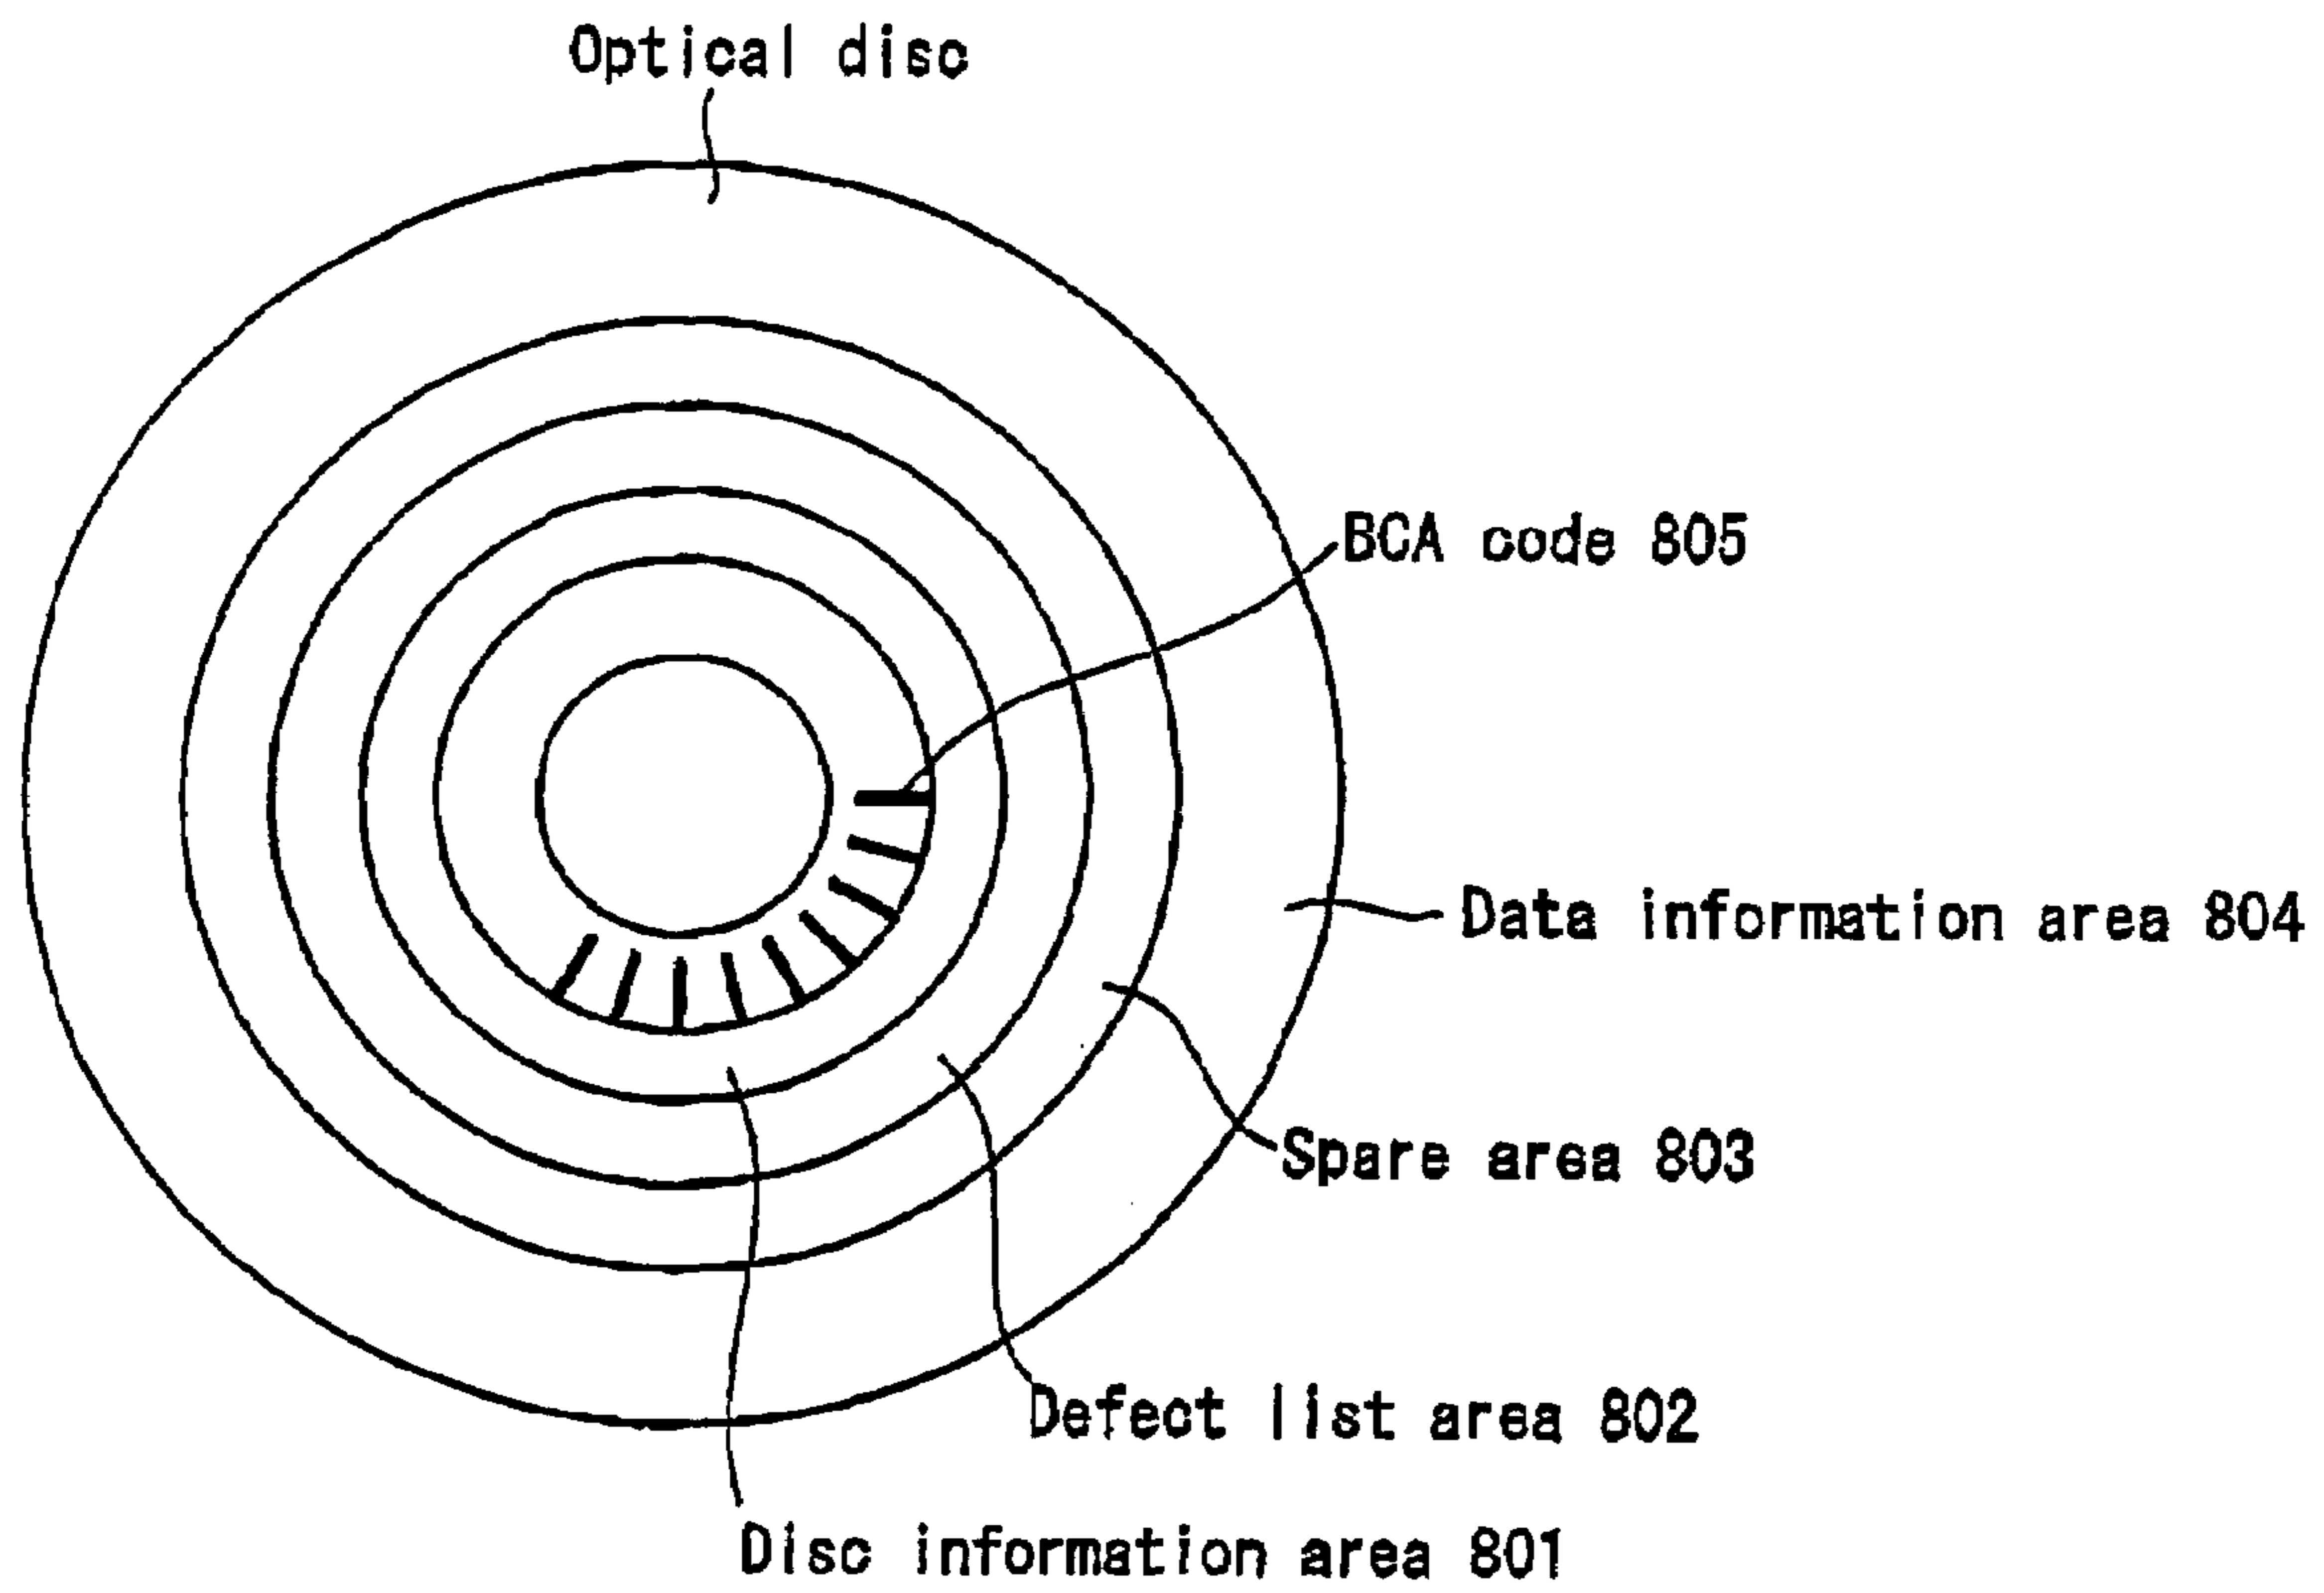 Optical disc
BCA code 805
Data information area 804
Spare area 803
Defect list area 802
Disc information area 801